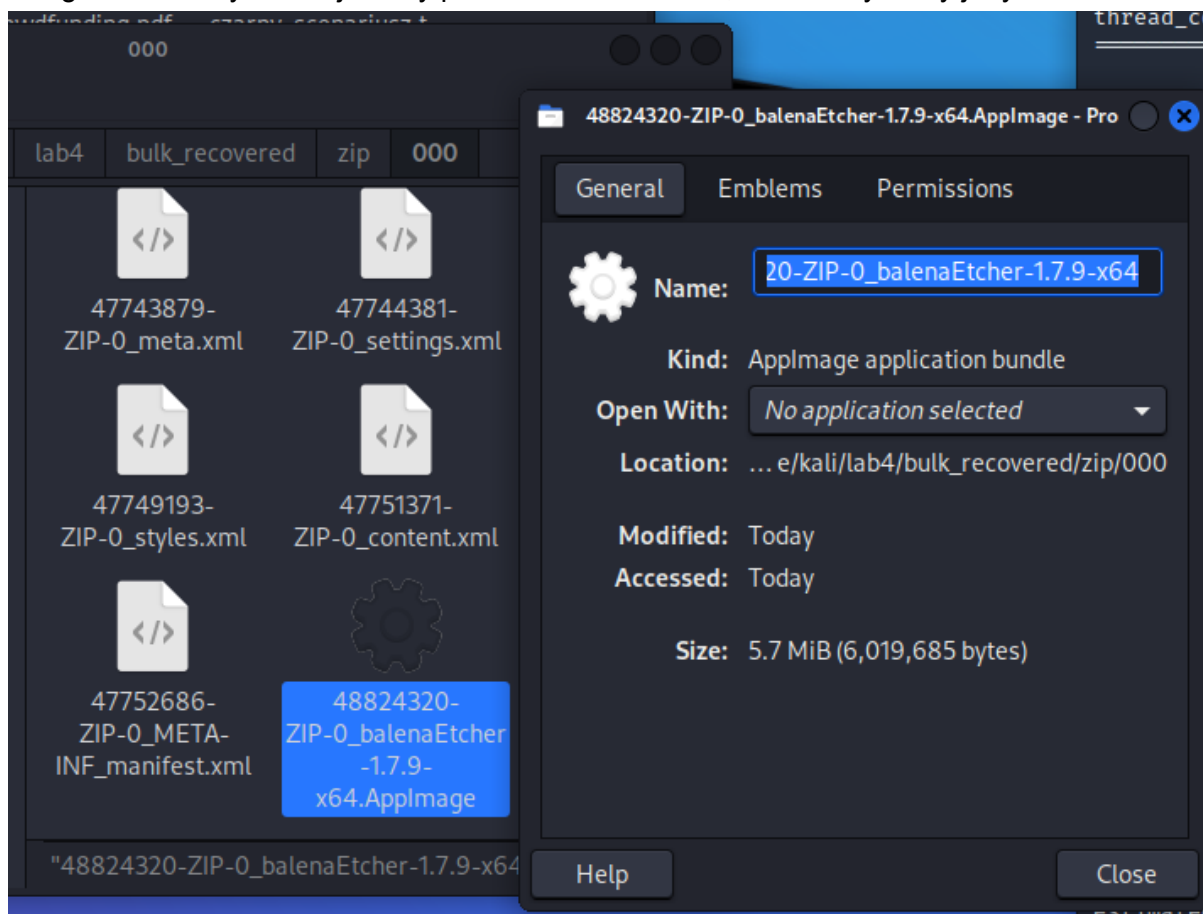 czarny_scenariusz.t
thread_c
000
48824320-ZIP-0_balenaEtcher-1.7.9-x64.AppImage - Pro
lab4 bulk_recovered zip 000
General Emblems Permissions
Name: 20-ZIP-0_balenaEtcher-1.7.9-x64
Kind: AppImage application bundle
Open With: No application selected
Location: ... e/kali/lab4/bulk_recovered/zip/000
Modified: Today
Accessed: Today
Size: 5.7 MiB (6,019,685 bytes)
47743879-
ZIP-0_meta.xml
47744381-
ZIP-0_settings.xml
47749193-
ZIP-0_styles.xml
47751371-
ZIP-0_content.xml
47752686-
ZIP-0_META-
INF_manifest.xml
48824320-
ZIP-0_balenaEtcher
-1.7.9-
x64.AppImage
"48824320-ZIP-0_balenaEtcher-1.7.9-x64
Help Close